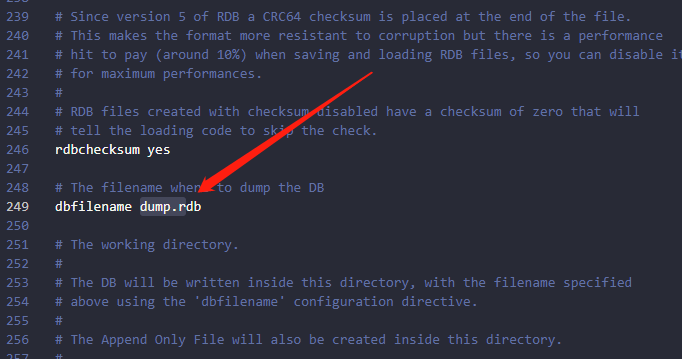 239 # Since version 5 of RDB a CRC64 checksum is placed at the end of the file.
240 # This makes the format more resistant to corruption but there is a performance
241 # hit to pay (around 10%) when saving and loading RDB files, so you can disable it
242 # for maximum performances.
243 #
244 # RDB files created with checksum disabled have a checksum of zero that will
245 # tell the loading code to skip the check.
246 rdbchecksum yes
247
248 # The filename where to dump the DB
249 dbfilename dump.rdb
250
251 # The working directory.
252 #
253 # The DB will be written inside this directory, with the filename specified
254 # above using the 'dbfilename' configuration directive.
255 #
256 # The Append Only File will also be created inside this directory.
257 #